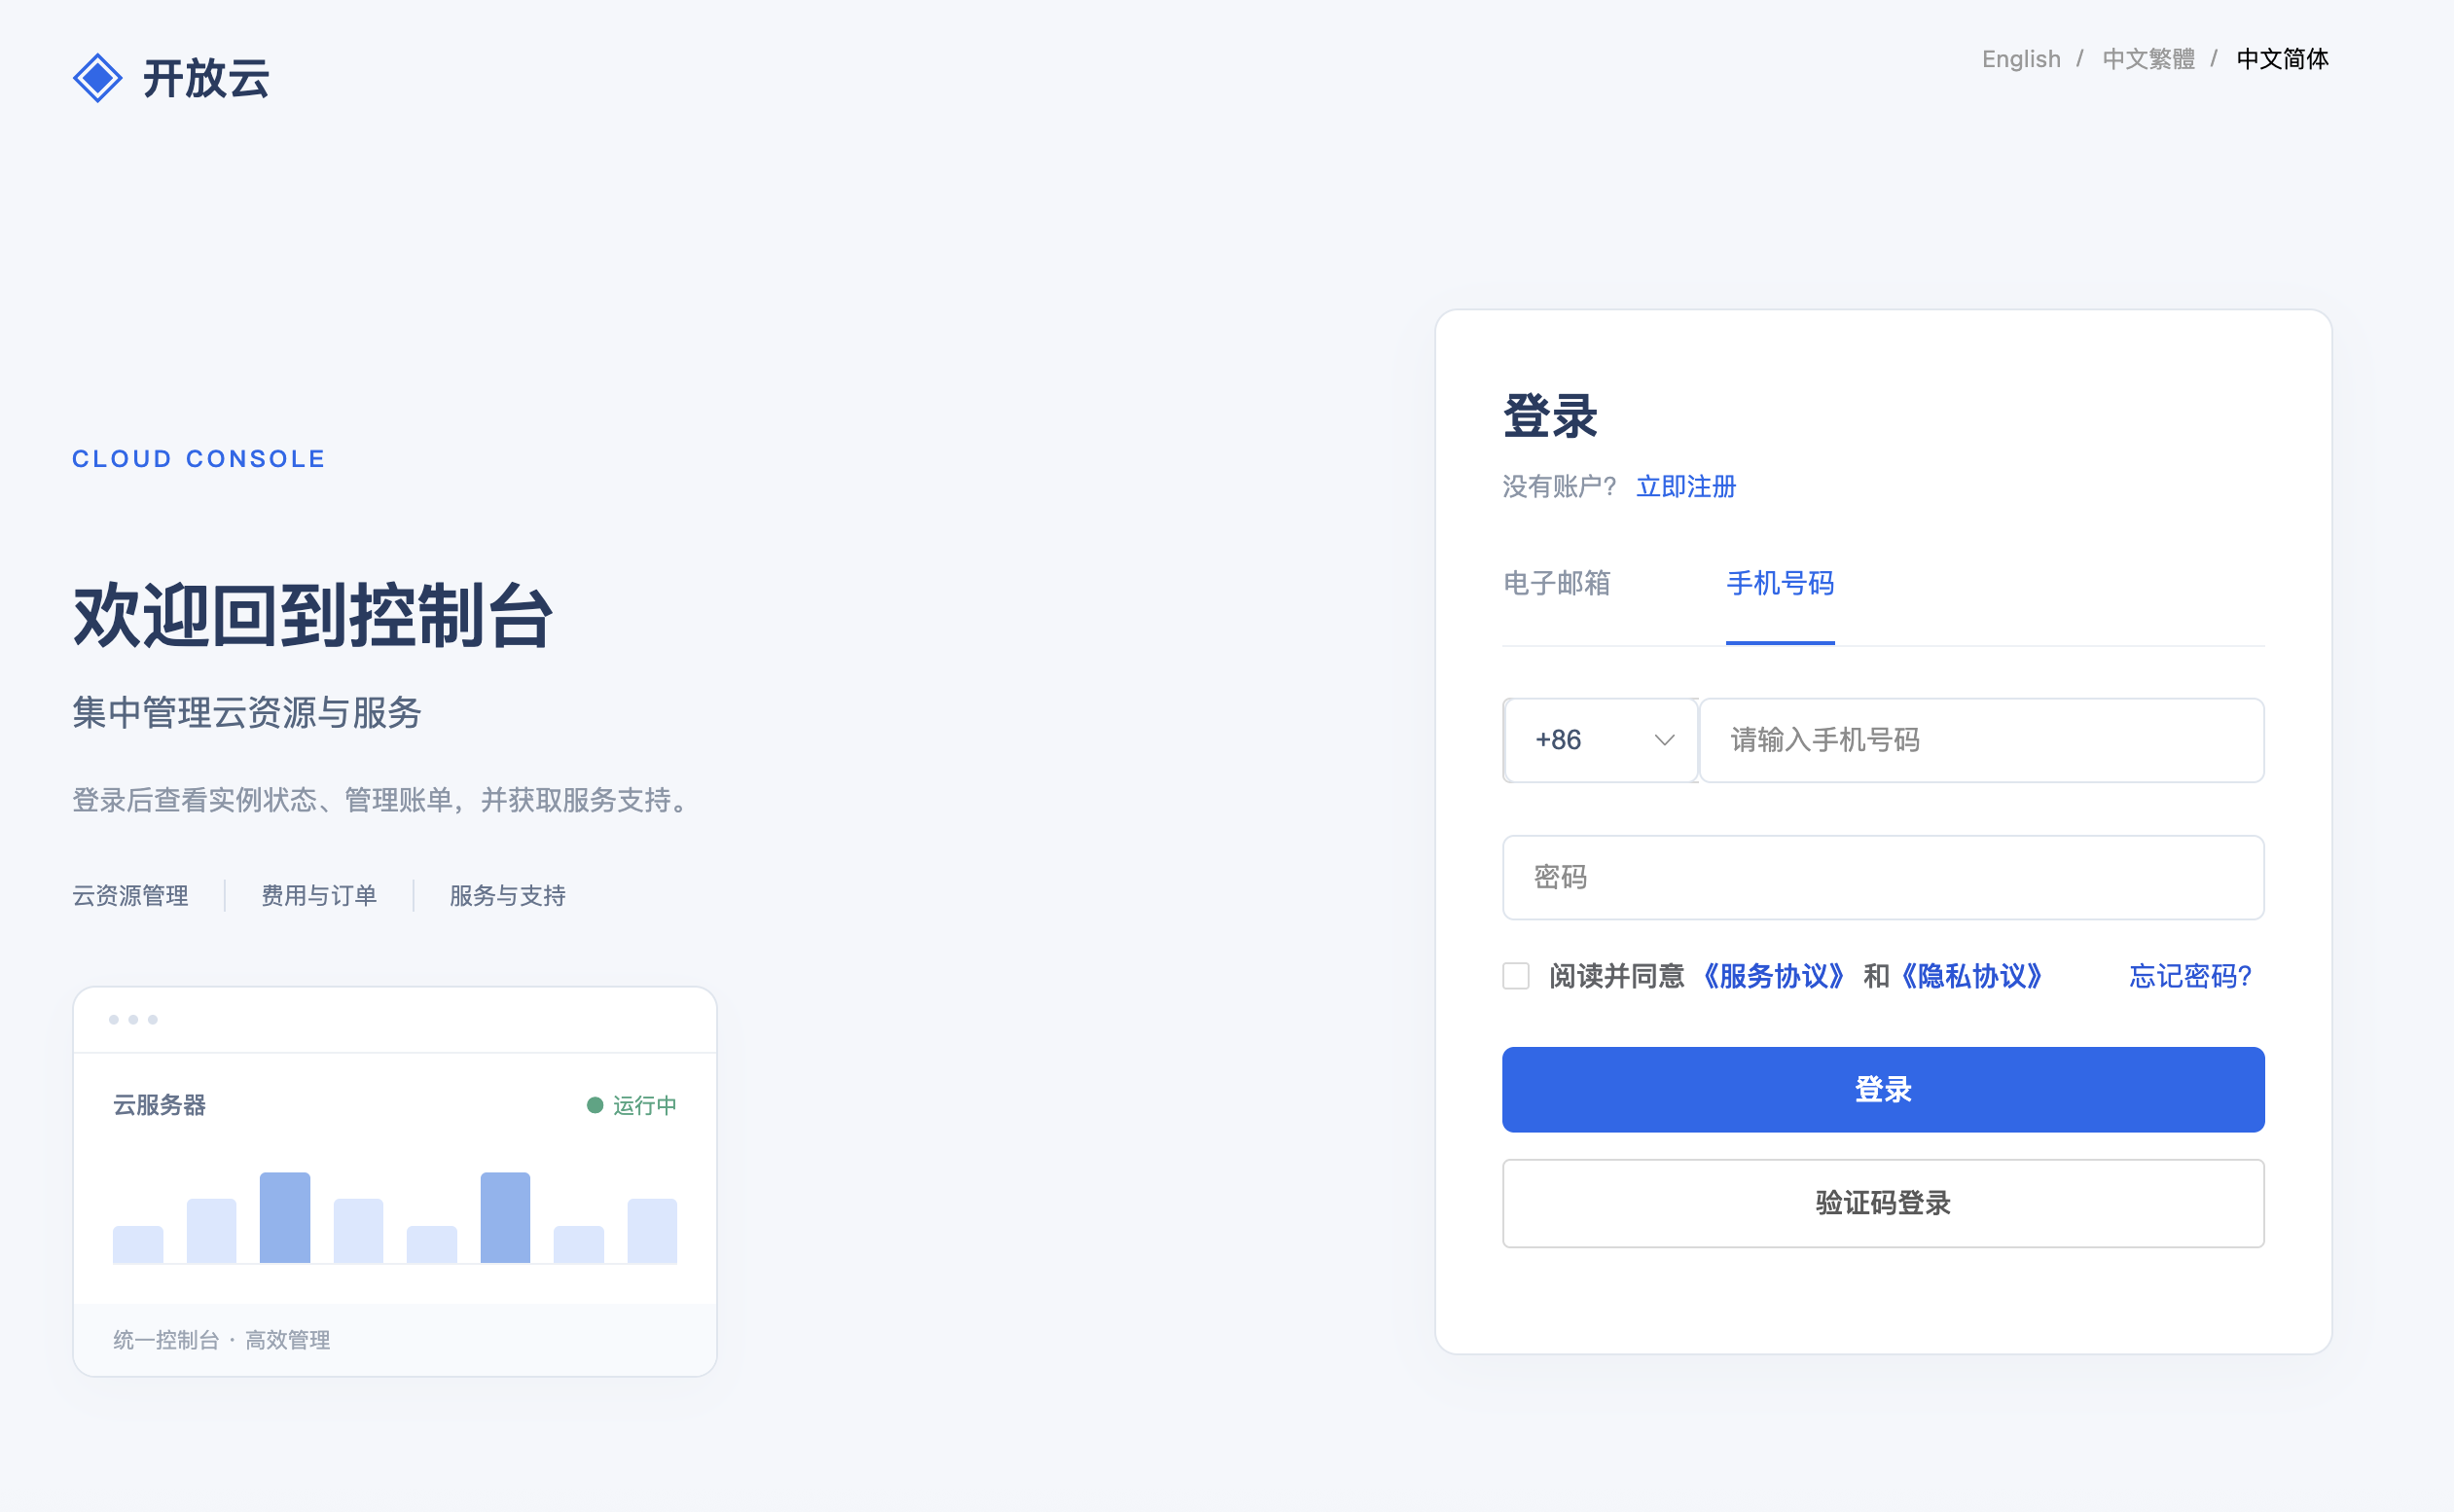 开放云
English / 中文繁體 / 中文简体
CLOUD CONSOLE
欢迎回到控制台
集中管理云资源与服务
登录后查看实例状态、管理账单，并获取服务支持。
云资源管理 费用与订单 服务与支持
云服务器 运行中
统一控制台 · 高效管理
登录
没有账户? 立即注册
电子邮箱 手机号码
+86 请输入手机号码
密码
阅读并同意 《服务协议》 和《隐私协议》 忘记密码?
登录
验证码登录